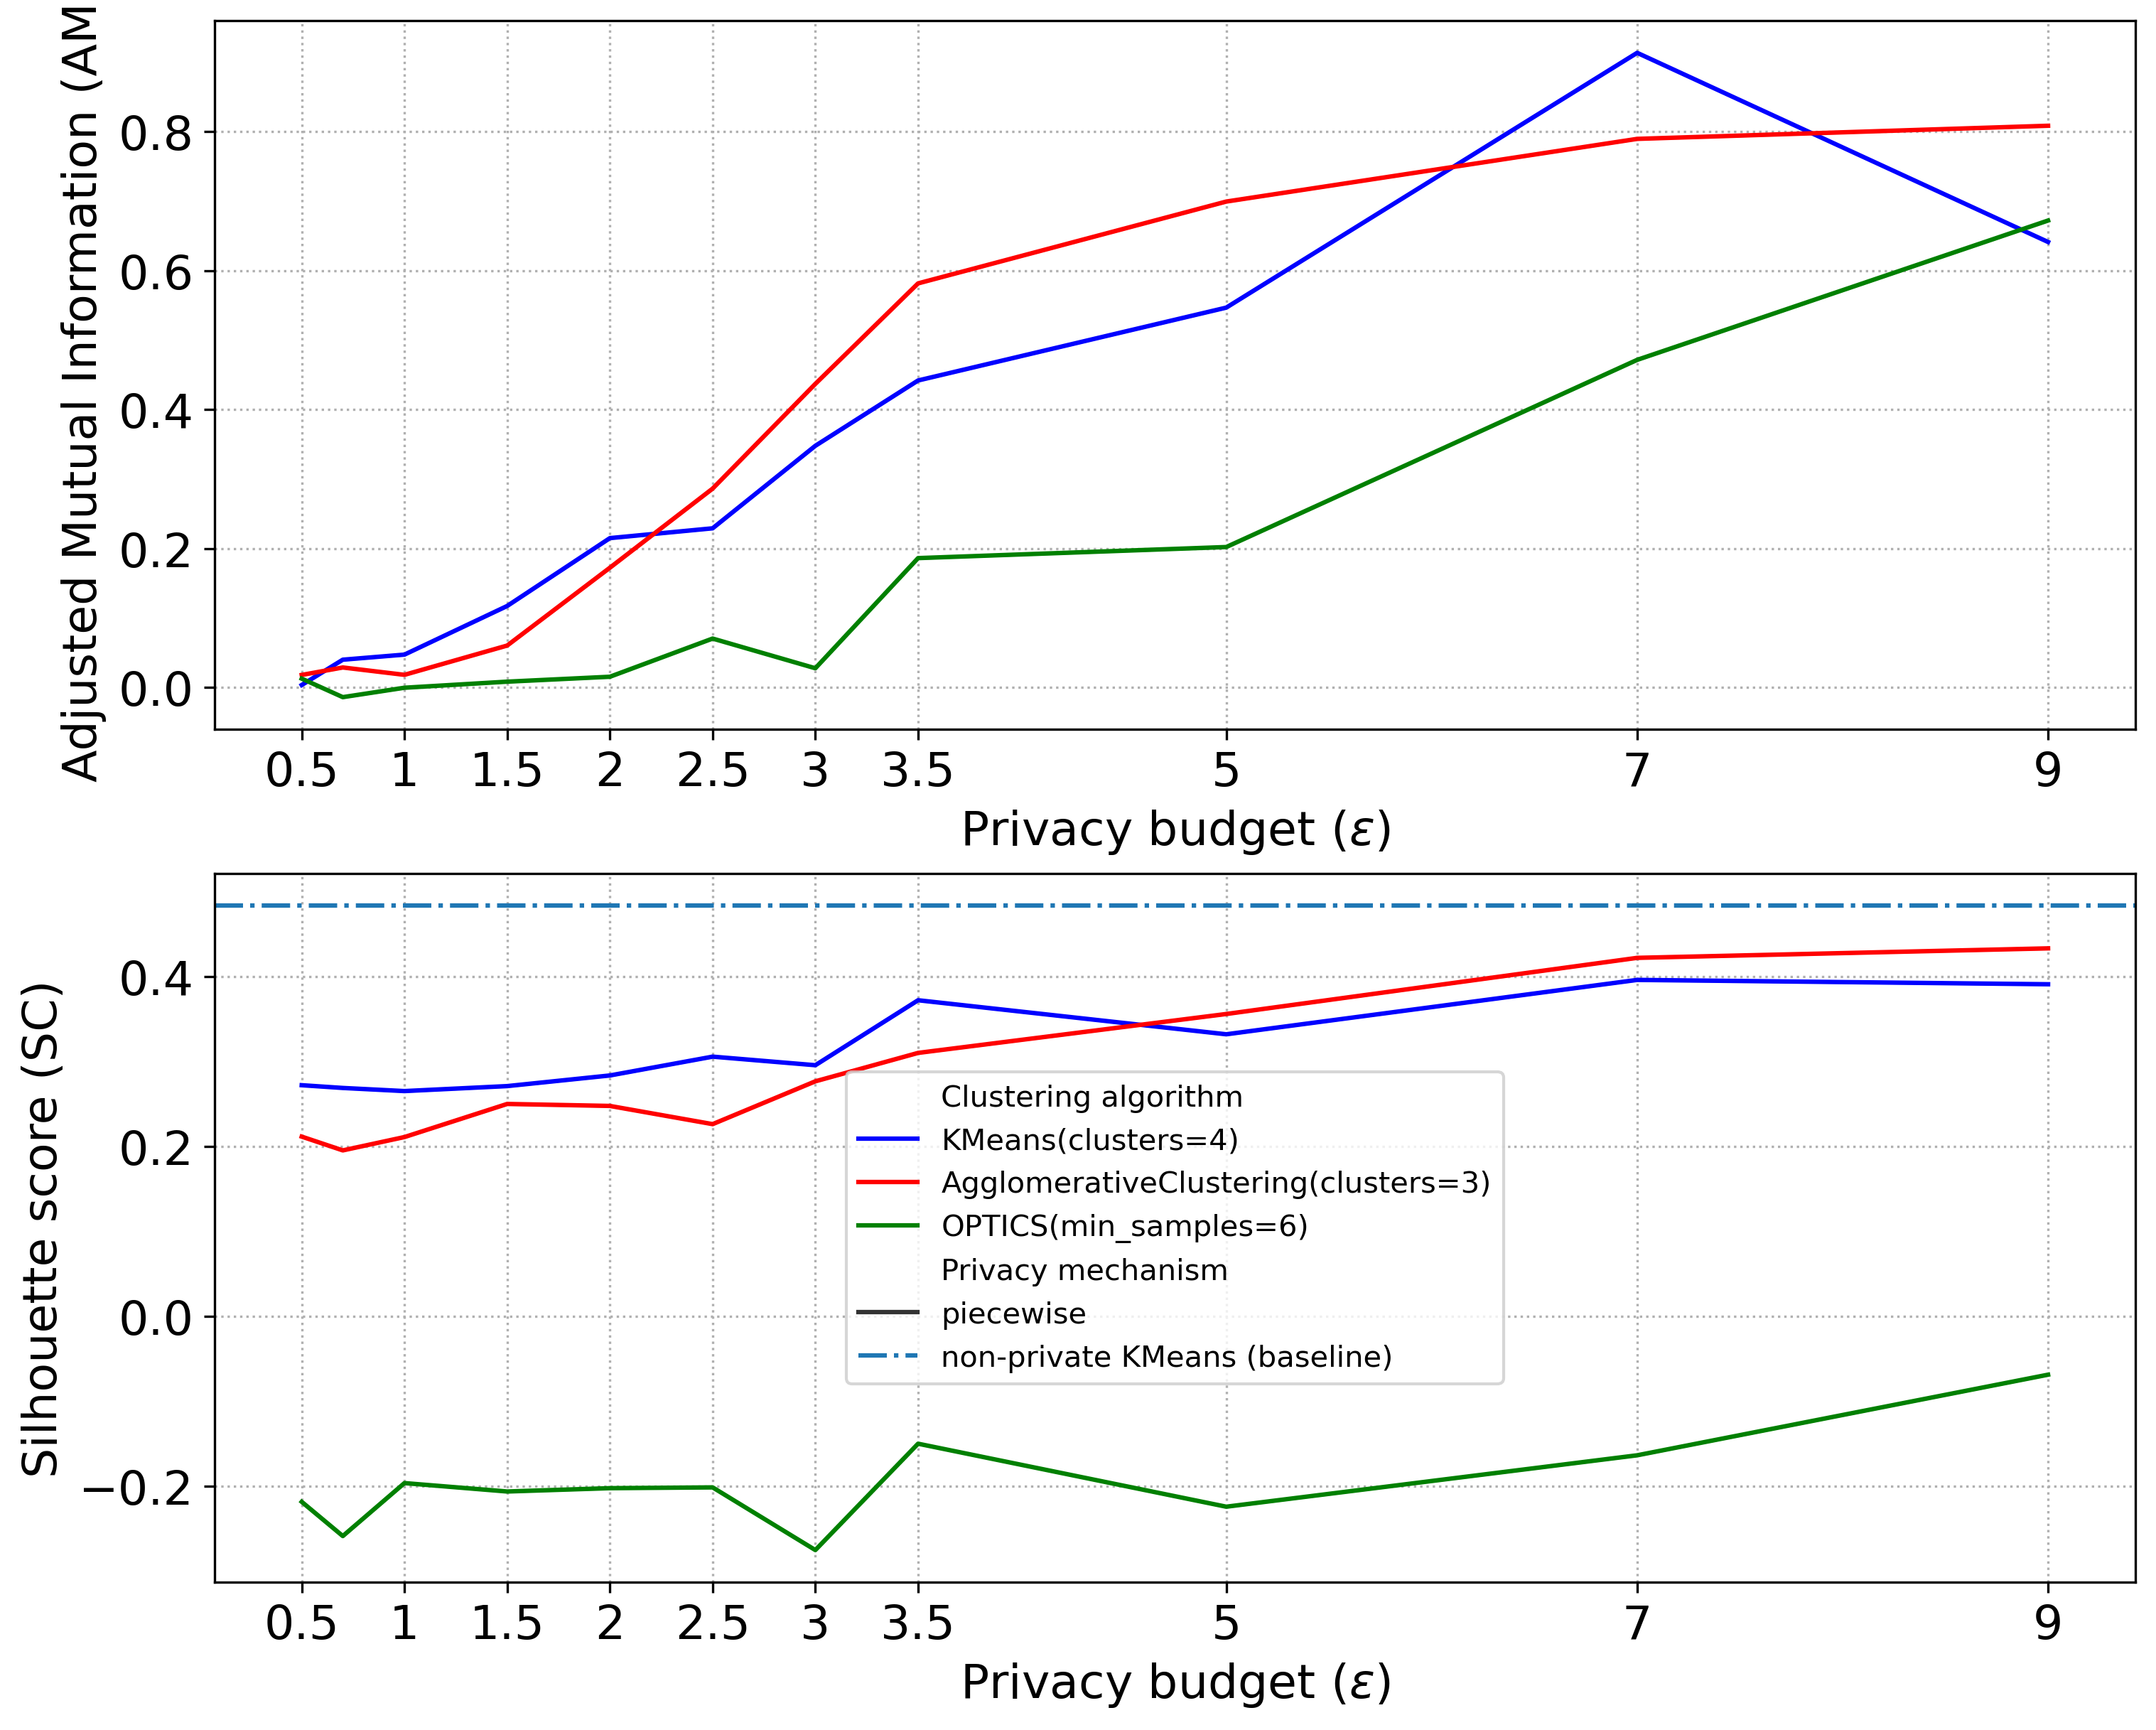 Adjusted Mutual Information (AM
0.8
0.6
0.4
0.2
0.0
0.5 1 1.5 2 2.5 3 3.5 5 7 9
Privacy budget (ε)
Silhouette score (SC)
0.4
0.2
0.0
−0.2
Clustering algorithm
KMeans(clusters=4)
AgglomerativeClustering(clusters=3)
OPTICS(min_samples=6)
Privacy mechanism
piecewise
non-private KMeans (baseline)
0.5 1 1.5 2 2.5 3 3.5 5 7 9
Privacy budget (ε)